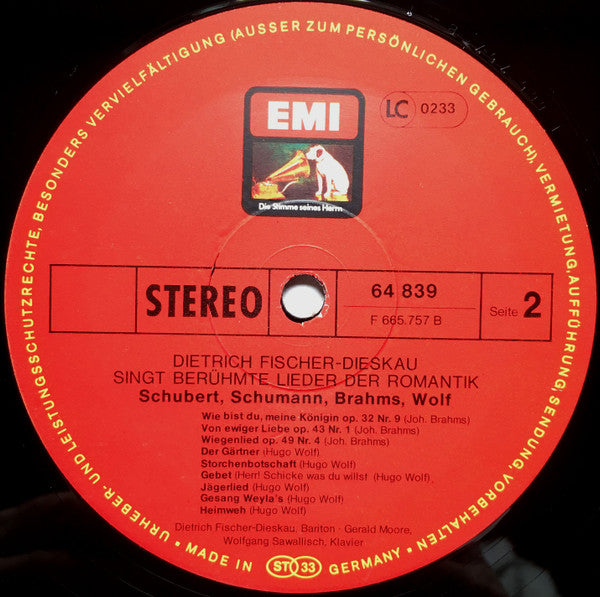 URHEBER- UND LEISTUNGSSCHUTZRECHTE, BESONDERS VERVIELFÄLTIGUNG (AUSSER ZUM PERSÖNLICHEN GEBRAUCH), VERMIETUNG, AUFFÜHRUNG, SENDUNG, VORBEHALTEN •
EMI
Die Stimme seines Herrn
LC 0233
STEREO
64 839
F 665.757 B
Seite 2
DIETRICH FISCHER-DIESKAU
SINGT BERÜHMTE LIEDER DER ROMANTIK
Schubert, Schumann, Brahms, Wolf
Wie bist du, meine Königin op. 32 Nr. 9 (Joh. Brahms)
Von ewiger Liebe op. 43 Nr. 1 (Joh. Brahms)
Wiegenlied op. 49 Nr. 4 (Joh. Brahms)
Der Gärtner (Hugo Wolf)
Storchenbotschaft (Hugo Wolf)
Gebet (Herr! Schicke was du willst) (Hugo Wolf)
Jägerlied (Hugo Wolf)
Gesang Weyla's (Hugo Wolf)
Heimweh (Hugo Wolf)
Dietrich Fischer-Dieskau, Bariton · Gerald Moore,
Wolfgang Sawallisch, Klavier
• MADE IN GERMANY •
ST 33